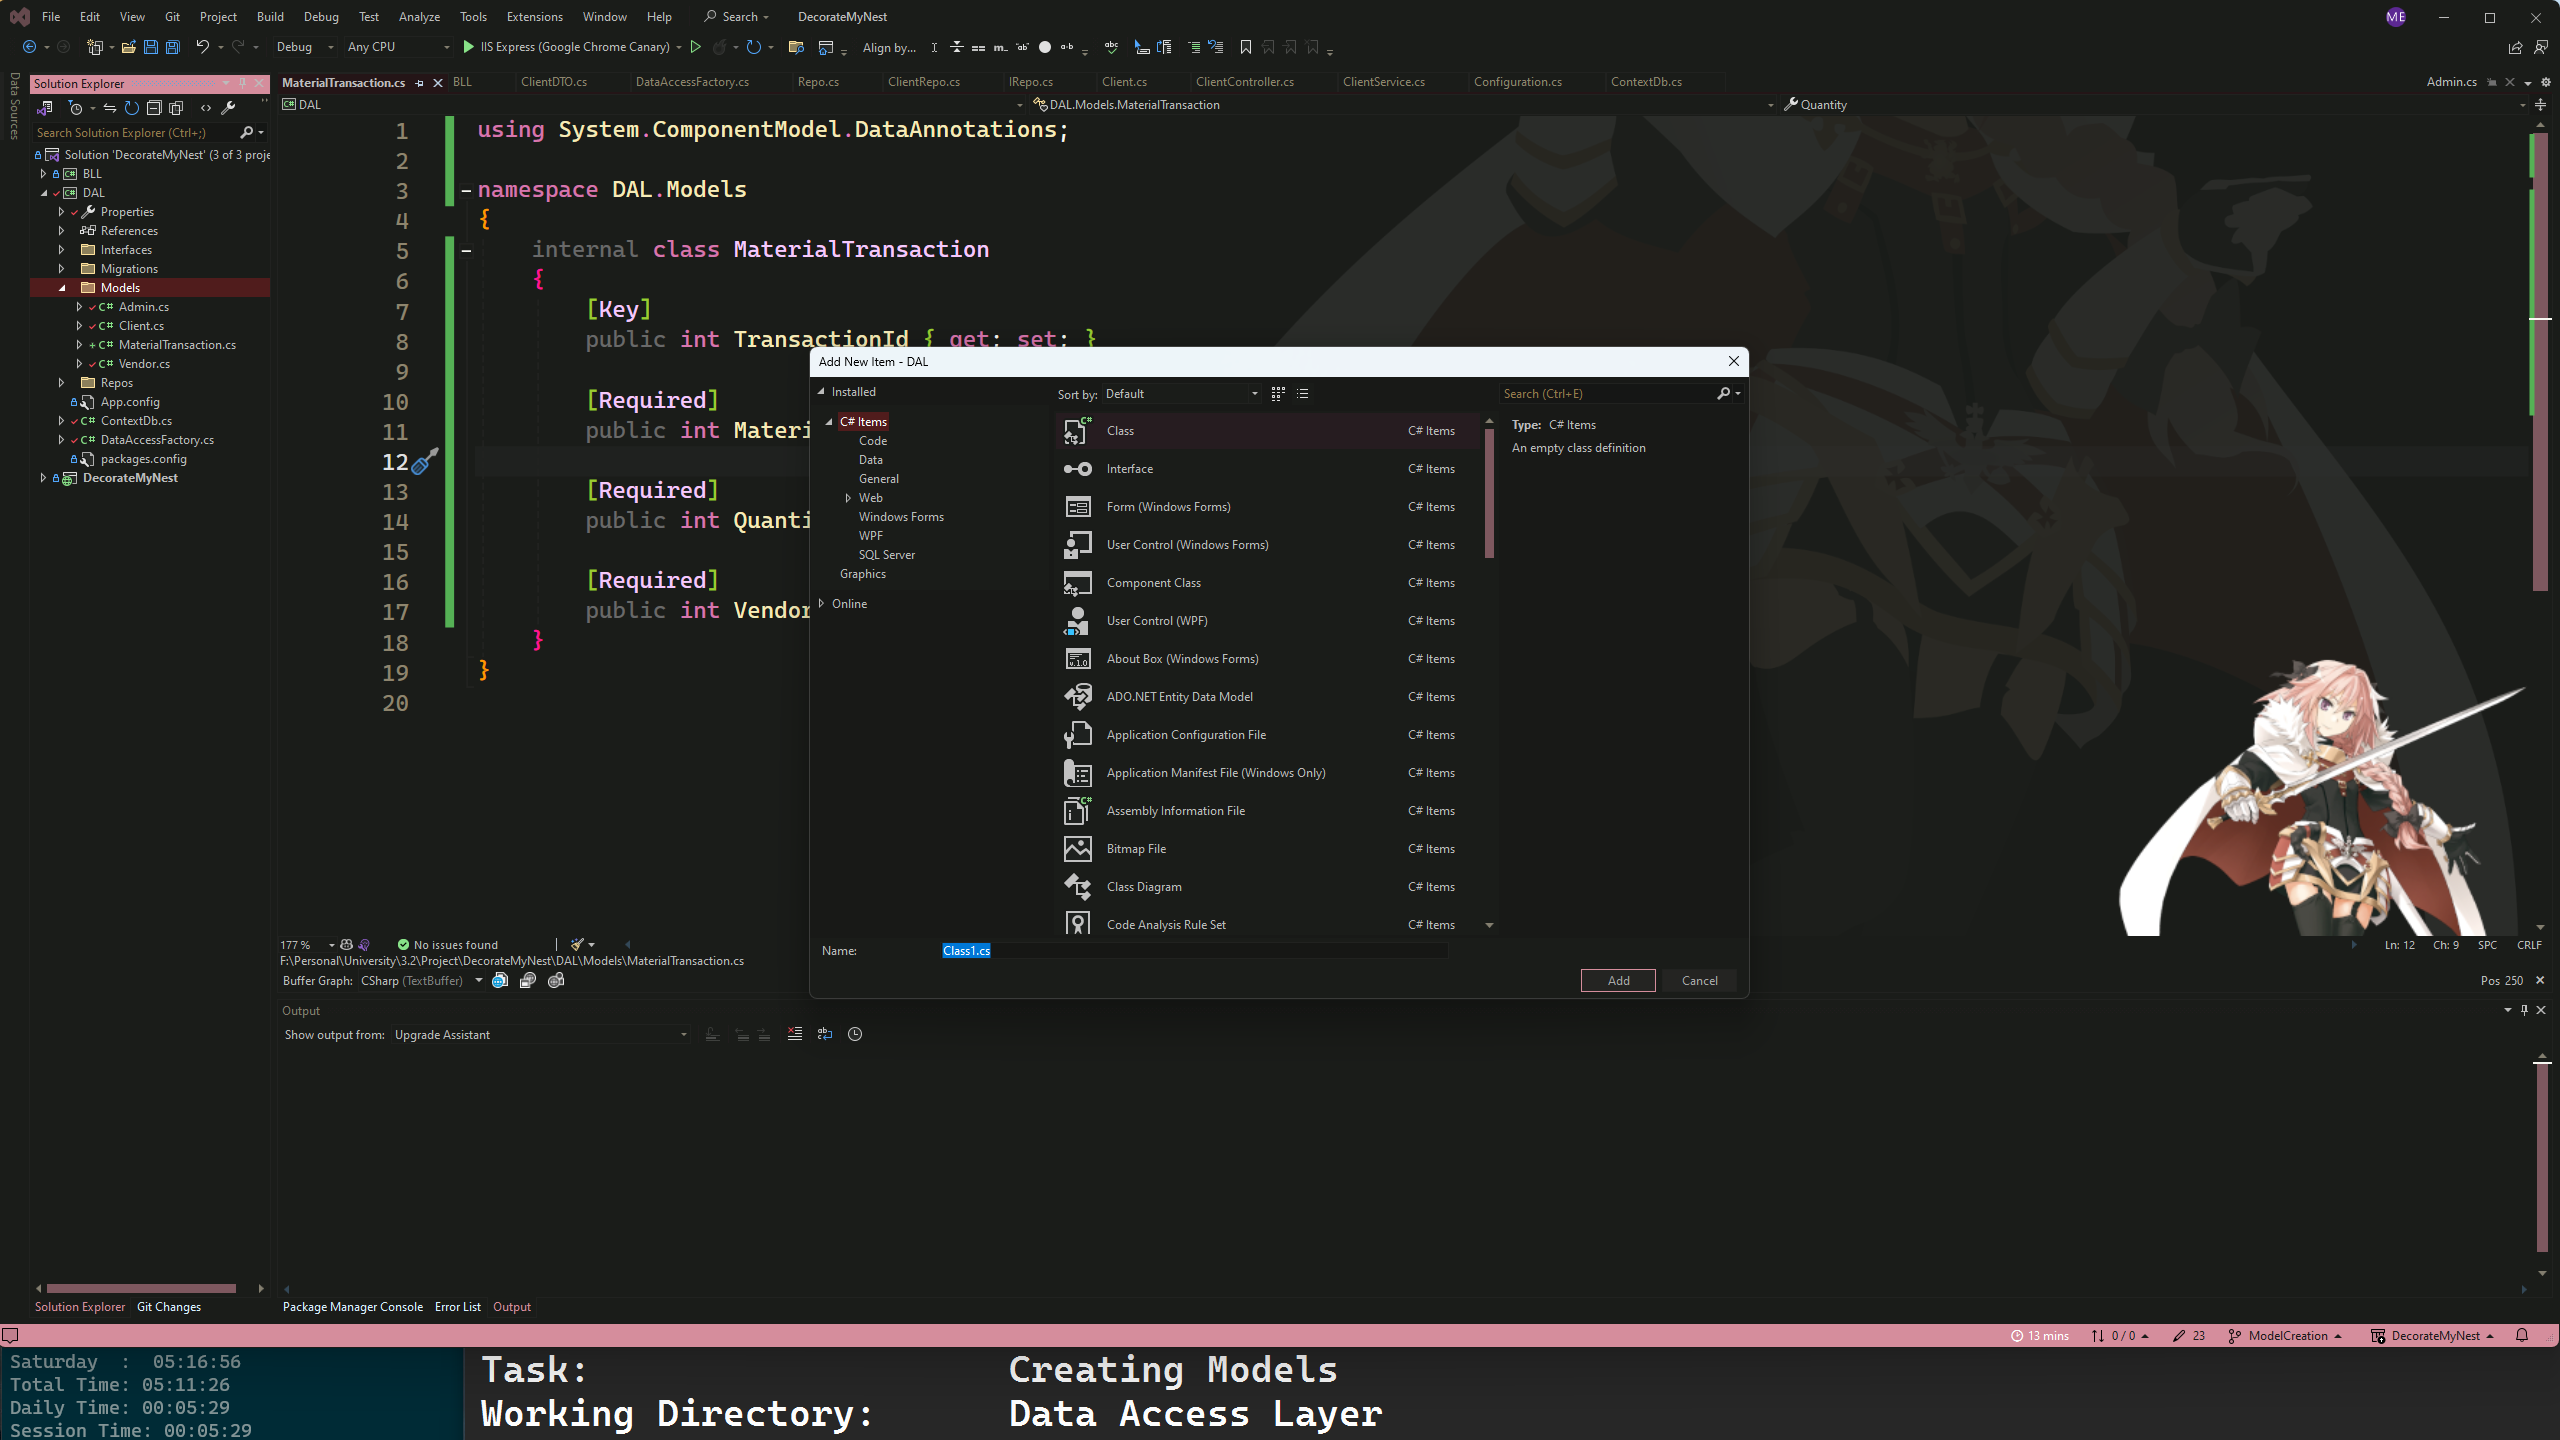 File Edit View Git Project Build Debug Test Analyze Tools Extensions Window Help Search DecorateMyNest ME
Debug Any CPU IIS Express (Google Chrome Canary) Align by...
Data Sources
Solution Explorer
Search Solution Explorer (Ctrl+;)
Solution 'DecorateMyNest' (3 of 3 proje
BLL
DAL
Properties
References
Interfaces
Migrations
Models
Admin.cs
Client.cs
MaterialTransaction.cs
Vendor.cs
Repos
App.config
ContextDb.cs
DataAccessFactory.cs
packages.config
DecorateMyNest
Solution Explorer Git Changes
MaterialTransaction.cs BLL ClientDTO.cs DataAccessFactory.cs Repo.cs ClientRepo.cs IRepo.cs Client.cs ClientController.cs ClientService.cs Configuration.cs ContextDb.cs Admin.cs
DAL DAL.Models.MaterialTransaction Quantity
1 using System.ComponentModel.DataAnnotations;
2
3 namespace DAL.Models
4 {
5 internal class MaterialTransaction
6 {
7 [Key]
8 public int TransactionId { get; set; }
9
10 [Required]
11 public int Materi
12
13 [Required]
14 public int Quanti
15
16 [Required]
17 public int Vendor
18 }
19 }
20
Add New Item - DAL
Installed
C# Items
Code
Data
General
Web
Windows Forms
WPF
SQL Server
Graphics
Online
Sort by: Default
Class C# Items
Interface C# Items
Form (Windows Forms) C# Items
User Control (Windows Forms) C# Items
Component Class C# Items
User Control (WPF) C# Items
About Box (Windows Forms) C# Items
ADO.NET Entity Data Model C# Items
Application Configuration File C# Items
Application Manifest File (Windows Only) C# Items
Assembly Information File C# Items
Bitmap File C# Items
Class Diagram C# Items
Code Analysis Rule Set C# Items
Search (Ctrl+E)
Type: C# Items
An empty class definition
Name: Class1.cs
Add Cancel
177 % No issues found Ln: 12 Ch: 9 SPC CRLF
F:\Personal\University\3.2\Project\DecorateMyNest\DAL\Models\MaterialTransaction.cs
Buffer Graph: CSharp (TextBuffer) Pos 250
Output
Show output from: Upgrade Assistant
Package Manager Console Error List Output
13 mins 0 / 0 23 ModelCreation DecorateMyNest
Saturday : 05:16:56
Total Time: 05:11:26
Daily Time: 00:05:29
Session Time: 00:05:29
Task: Creating Models
Working Directory: Data Access Layer